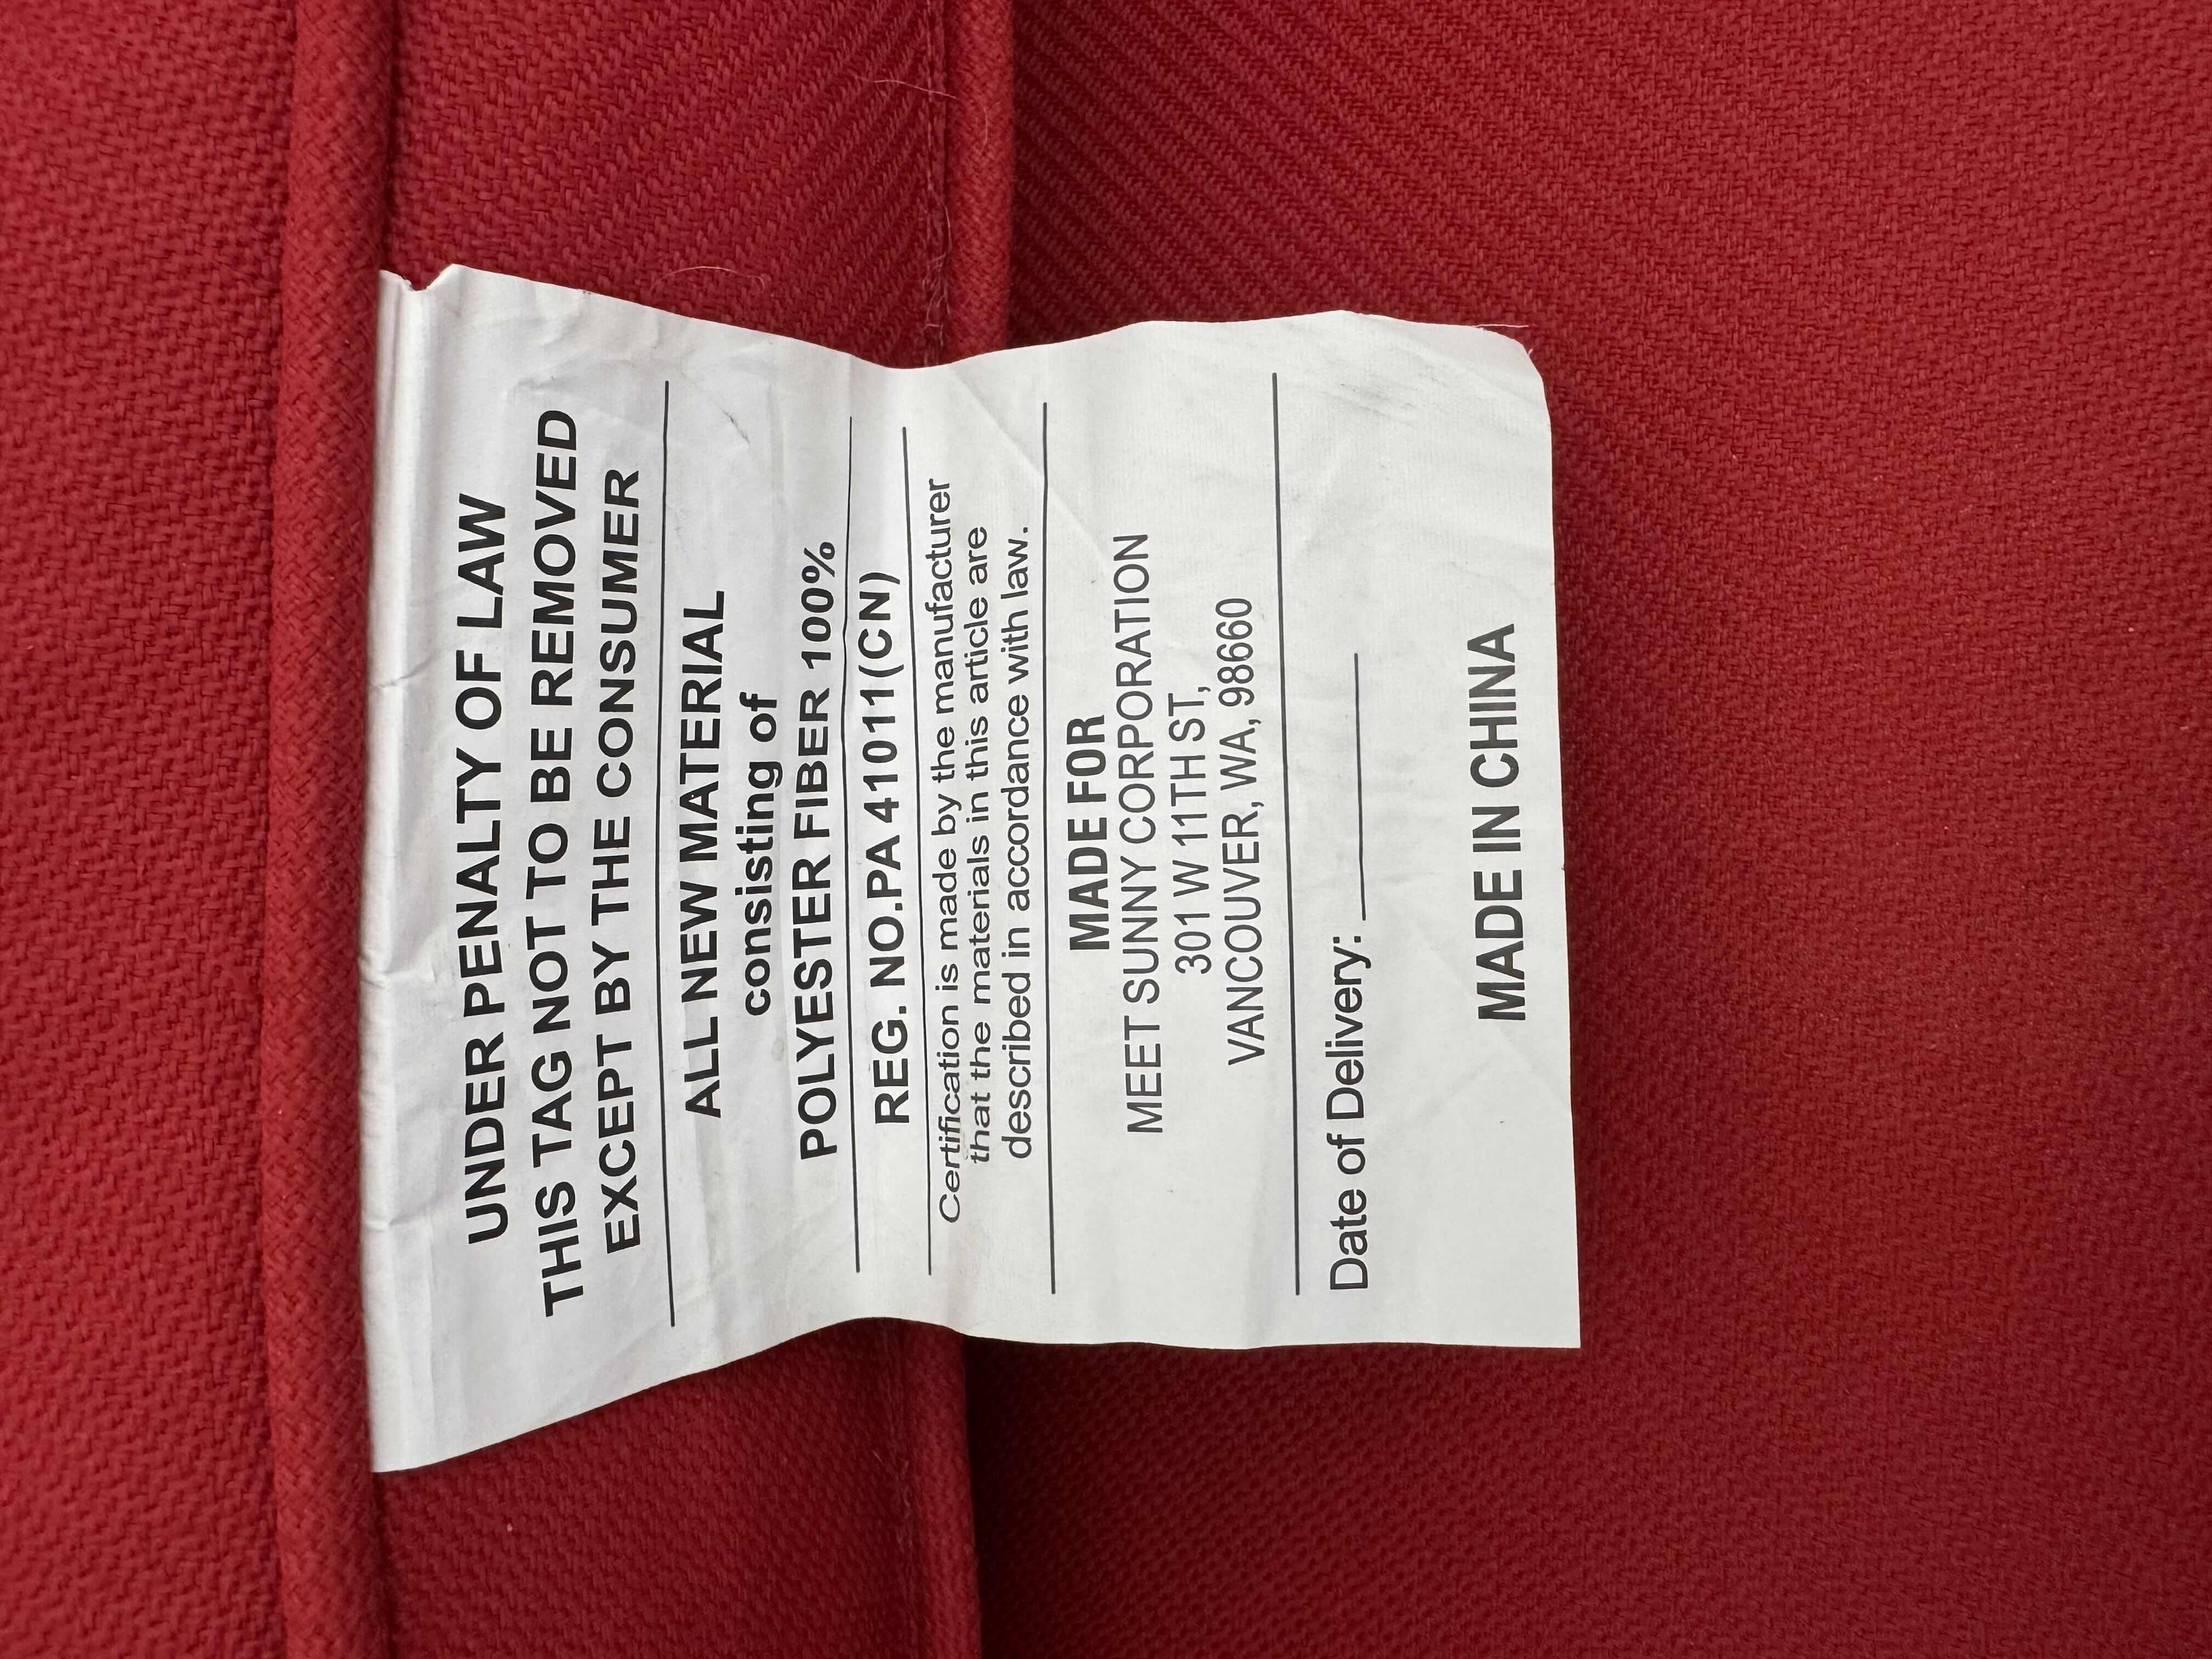 UNDER PENALTY OF LAW
THIS TAG NOT TO BE REMOVED
EXCEPT BY THE CONSUMER
ALL NEW MATERIAL
consisting of
POLYESTER FIBER 100%
REG. NO.PA 41011(CN)
Certification is made by the manufacturer
that the materials in this article are
described in accordance with law.
MADE FOR
MEET SUNNY CORPORATION
301 W 11TH ST,
VANCOUVER, WA, 98660
Date of Delivery:
MADE IN CHINA